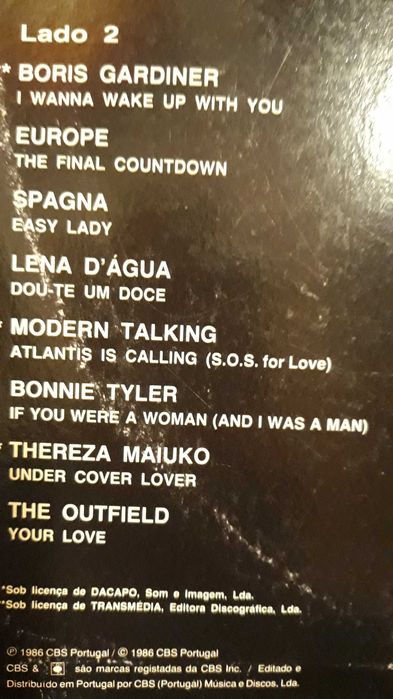 Lado 2
** BORIS GARDINER
I WANNA WAKE UP WITH YOU
EUROPE
THE FINAL COUNTDOWN
SPAGNA
EASY LADY
LENA D'ÁGUA
DOU-TE UM DOCE
* MODERN TALKING
ATLANTIS IS CALLING (S.O.S. for Love)
BONNIE TYLER
IF YOU WERE A WOMAN (AND I WAS A MAN)
* THEREZA MAIUKO
UNDER COVER LOVER
THE OUTFIELD
YOUR LOVE
*Sob licença de DACAPO, Som e Imagem, Lda.
**Sob licença de TRANSMÉDIA, Editora Discográfica, Lda.
℗ 1986 CBS Portugal / © 1986 CBS Portugal
CBS & são marcas registadas da CBS Inc. / Editado e
Distribuído em Portugal por CBS (Portugal) Música e Discos, Lda.